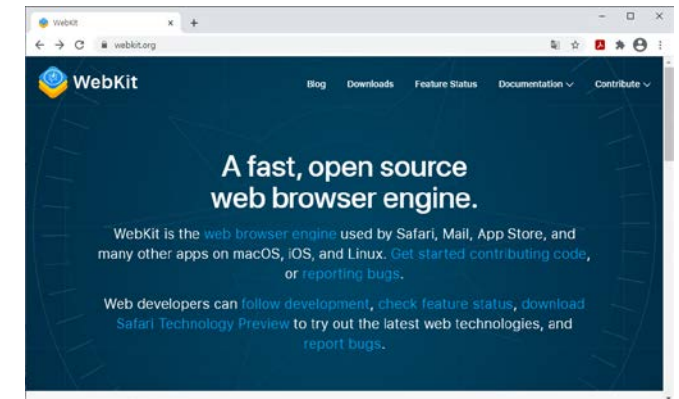 WebKit
webkit.org
WebKit Blog Downloads Feature Status Documentation Contribute
A fast, open source
web browser engine.
WebKit is the web browser engine used by Safari, Mail, App Store, and
many other apps on macOS, iOS, and Linux. Get started contributing code,
or reporting bugs.
Web developers can follow development, check feature status, download
Safari Technology Preview to try out the latest web technologies, and
report bugs.